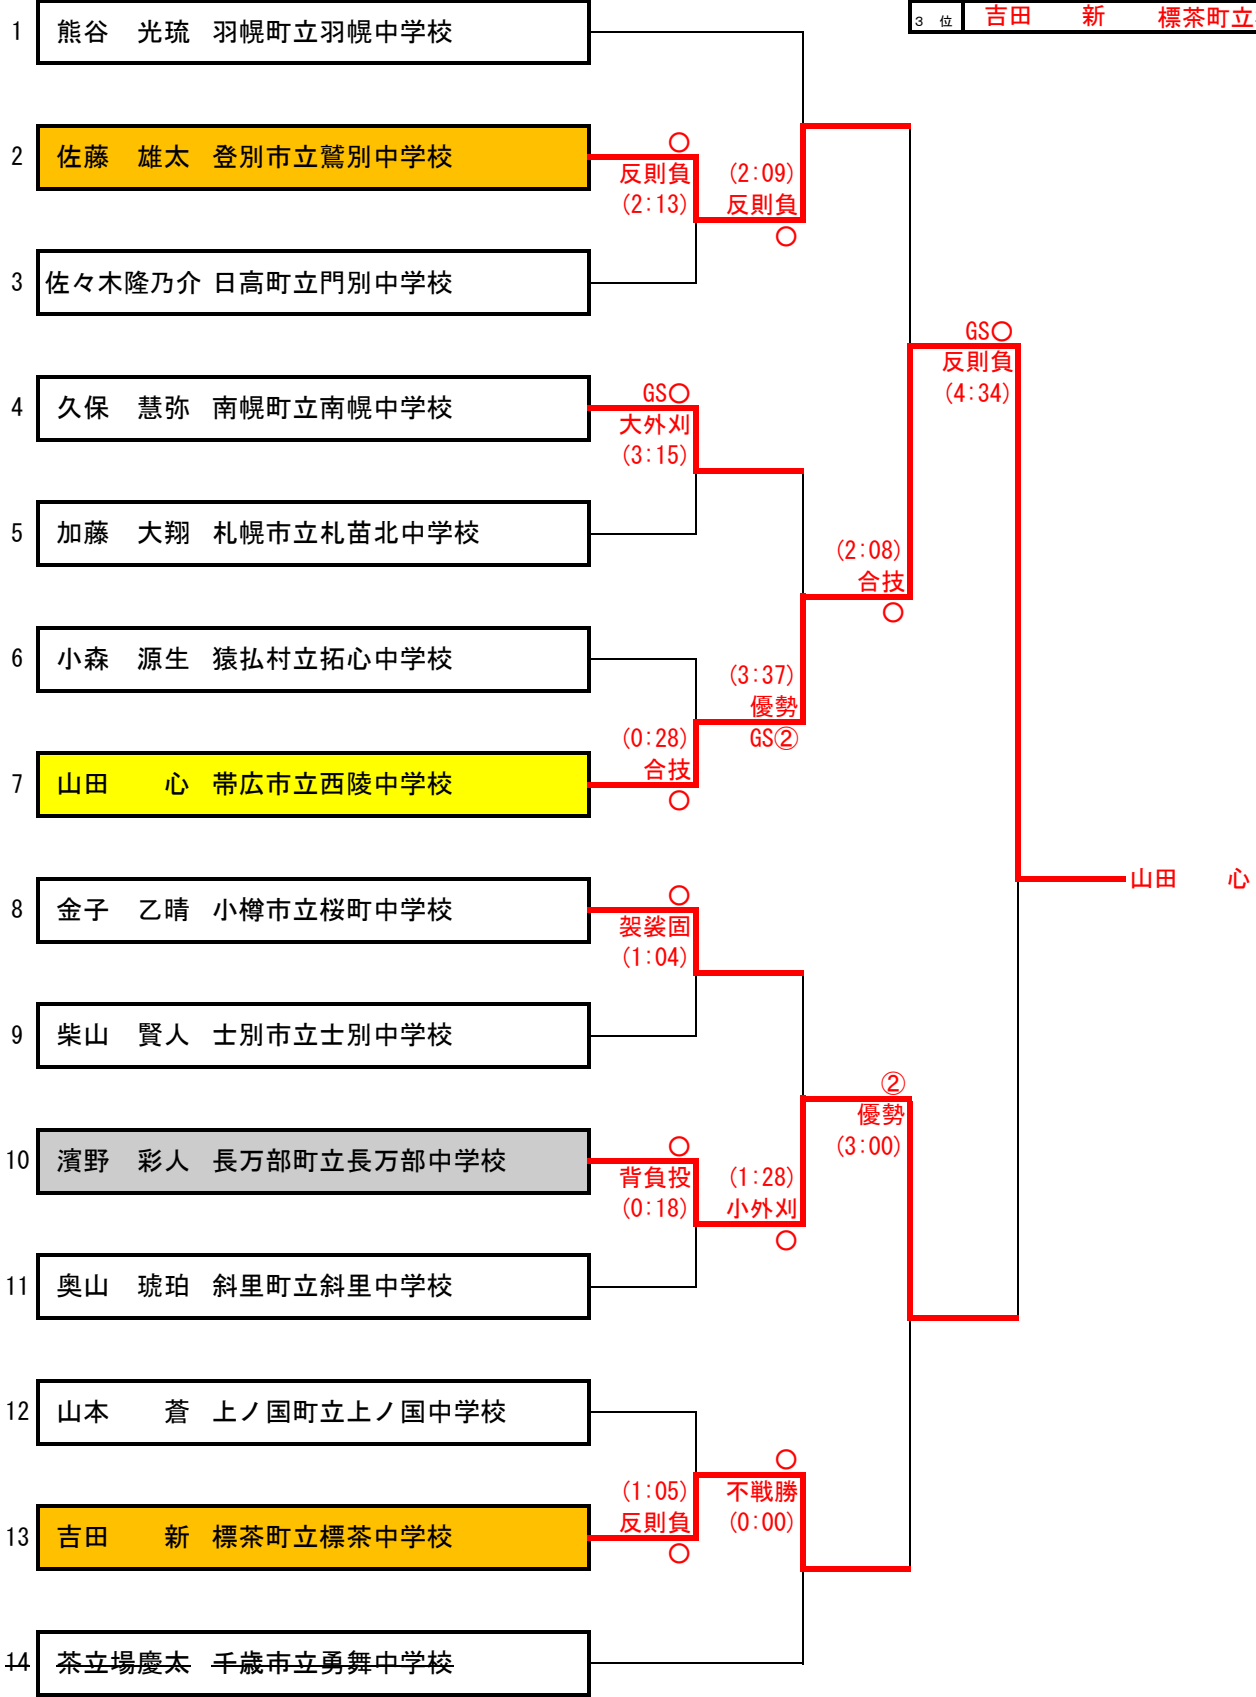 3 位 吉田 新 標茶町立
1 熊谷 光琉 羽幌町立羽幌中学校
2 佐藤 雄太 登別市立鷲別中学校
○
反則負
(2:13)
(2:09)
反則負
○
3 佐々木隆乃介 日高町立門別中学校
GS○
反則負
(4:34)
4 久保 慧弥 南幌町立南幌中学校
GS○
大外刈
(3:15)
5 加藤 大翔 札幌市立札苗北中学校
(2:08)
合技
○
6 小森 源生 猿払村立拓心中学校
(3:37)
優勢
GS②
7 山田 心 帯広市立西陵中学校
(0:28)
合技
○
山田 心
8 金子 乙晴 小樽市立桜町中学校
○
袈裟固
(1:04)
9 柴山 賢人 士別市立士別中学校
②
優勢
(3:00)
10 濱野 彩人 長万部町立長万部中学校
○
背負投
(0:18)
(1:28)
小外刈
○
11 奥山 琥珀 斜里町立斜里中学校
12 山本 蒼 上ノ国町立上ノ国中学校
○
不戦勝
(0:00)
13 吉田 新 標茶町立標茶中学校
(1:05)
反則負
○
14 茶立場慶太 千歳市立勇舞中学校